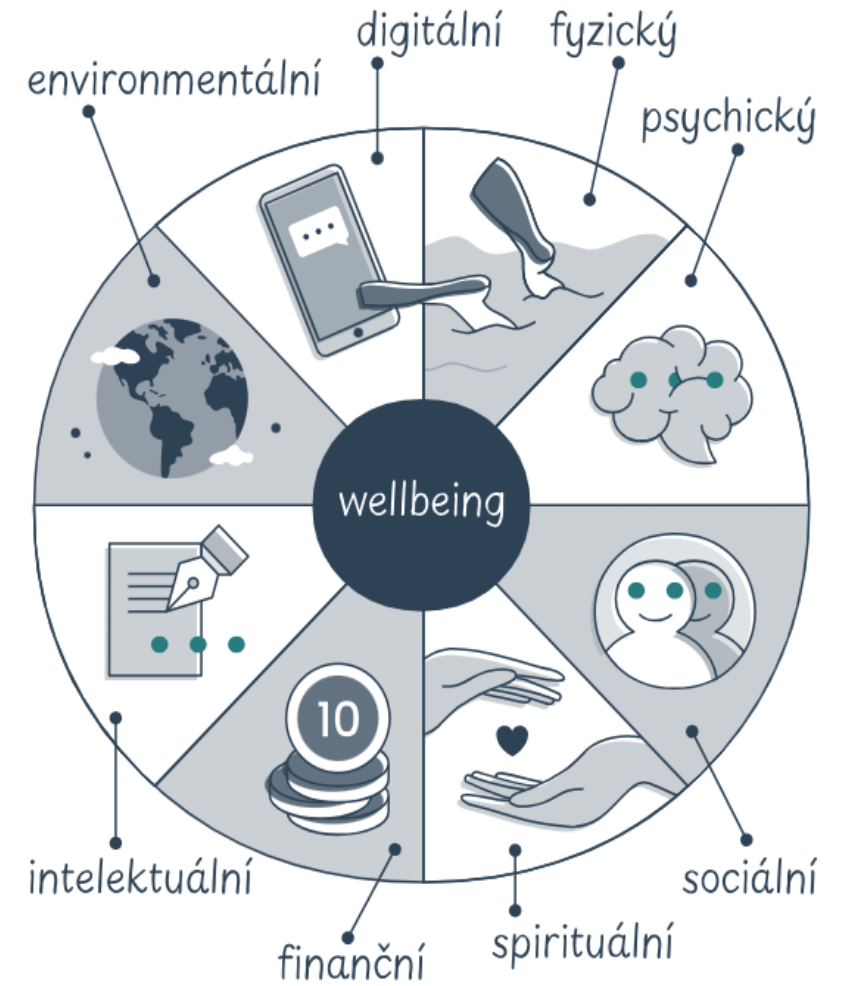 digitální
fyzický
environmentální
psychický
wellbeing
10
intelektuální
sociální
spirituální
finanční